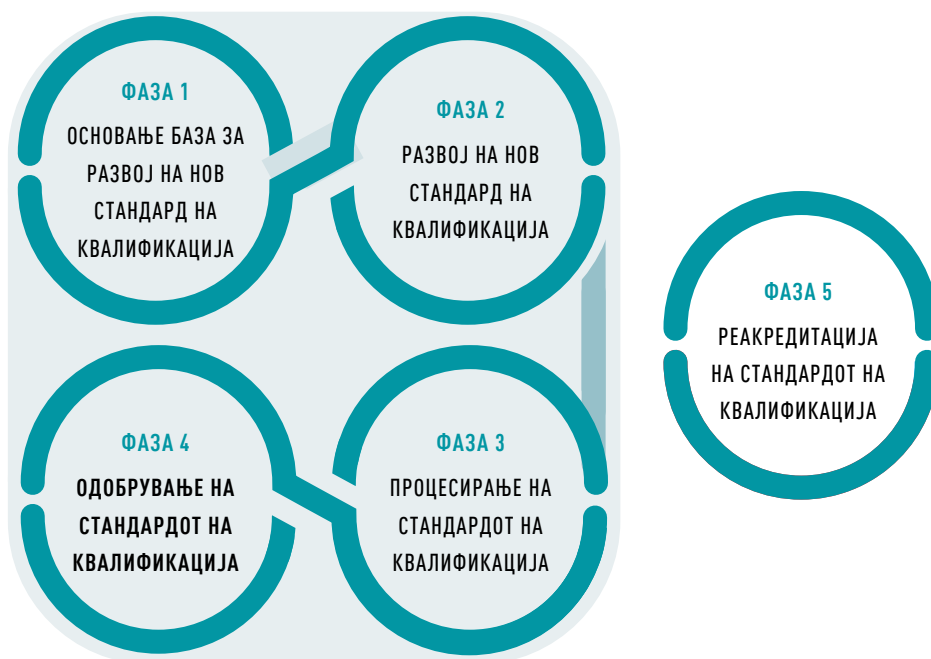 ФАЗА 1
ОСНОВАЊЕ БАЗА ЗА
РАЗВОЈ НА НОВ
СТАНДАРД НА
КВАЛИФИКАЦИЈА
ФАЗА 2
РАЗВОЈ НА НОВ
СТАНДАРД НА
КВАЛИФИКАЦИЈА
ФАЗА 3
ПРОЦЕСИРАЊЕ НА
СТАНДАРДОТ НА
КВАЛИФИКАЦИЈА
ФАЗА 4
ОДОБРУВАЊЕ НА
СТАНДАРДОТ НА
КВАЛИФИКАЦИЈА
ФАЗА 5
РЕАКРЕДИТАЦИЈА
НА СТАНДАРДОТ НА
КВАЛИФИКАЦИЈА